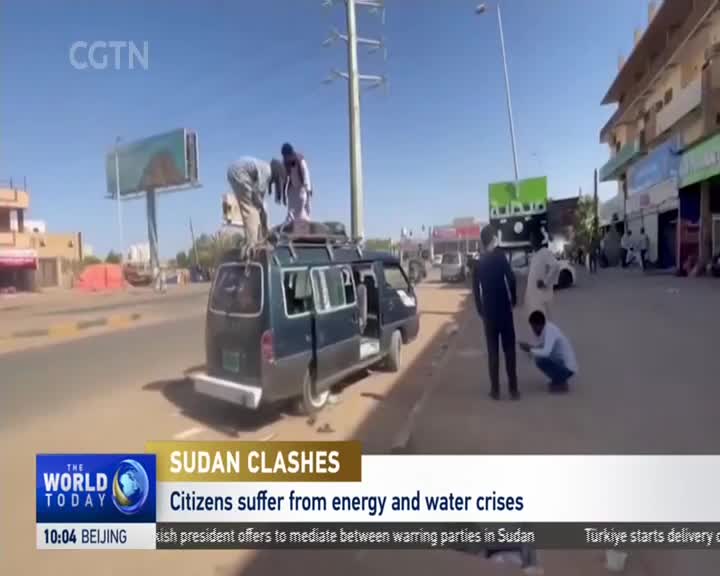 CGTN
صيدلية
SUDAN CLASHES
THE
WORLD
TODAY
Citizens suffer from energy and water crises
10:04 BEIJING
kish president offers to mediate between warring parties in Sudan Türkiye starts delivery